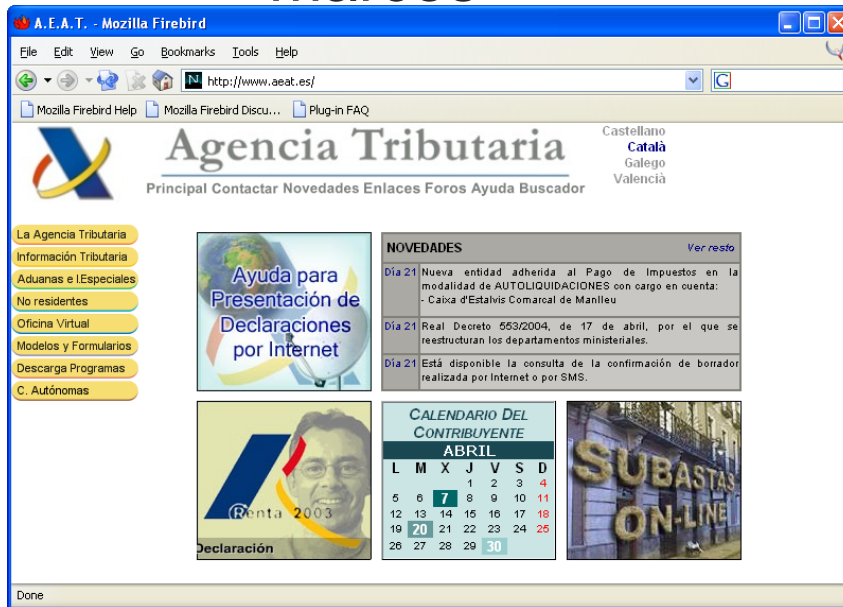 A.E.A.T. - Mozilla Firebird
File Edit View Go Bookmarks Tools Help
http://www.aeat.es/
G
Mozilla Firebird Help Mozilla Firebird Discu... Plug-in FAQ
Agencia Tributaria
Principal Contactar Novedades Enlaces Foros Ayuda Buscador
Castellano
Català
Galego
Valencià
La Agencia Tributaria
Información Tributaria
Aduanas e I.Especiales
No residentes
Oficina Virtual
Modelos y Formularios
Descarga Programas
C. Autónomas
Ayuda para
Presentación de
Declaraciones
por Internet
NOVEDADES Ver resto
Día 21 Nueva entidad adherida al Pago de Impuestos en la
modalidad de AUTOLIQUIDACIONES con cargo en cuenta:
- Caixa d'Estalvis Comarcal de Manlleu
Día 21 Real Decreto 553/2004, de 17 de abril, por el que se
reestructuran los departamentos ministeriales.
Día 21 Está disponible la consulta de la confirmación de borrador
realizada por Internet o por SMS.
Renta 2003
Declaración
CALENDARIO DEL
CONTRIBUYENTE
ABRIL
L M X J V S D
1 2 3 4
5 6 7 8 9 10 11
12 13 14 15 16 17 18
19 20 21 22 23 24 25
26 27 28 29 30
SUBASTAS
ON-LINE
Done